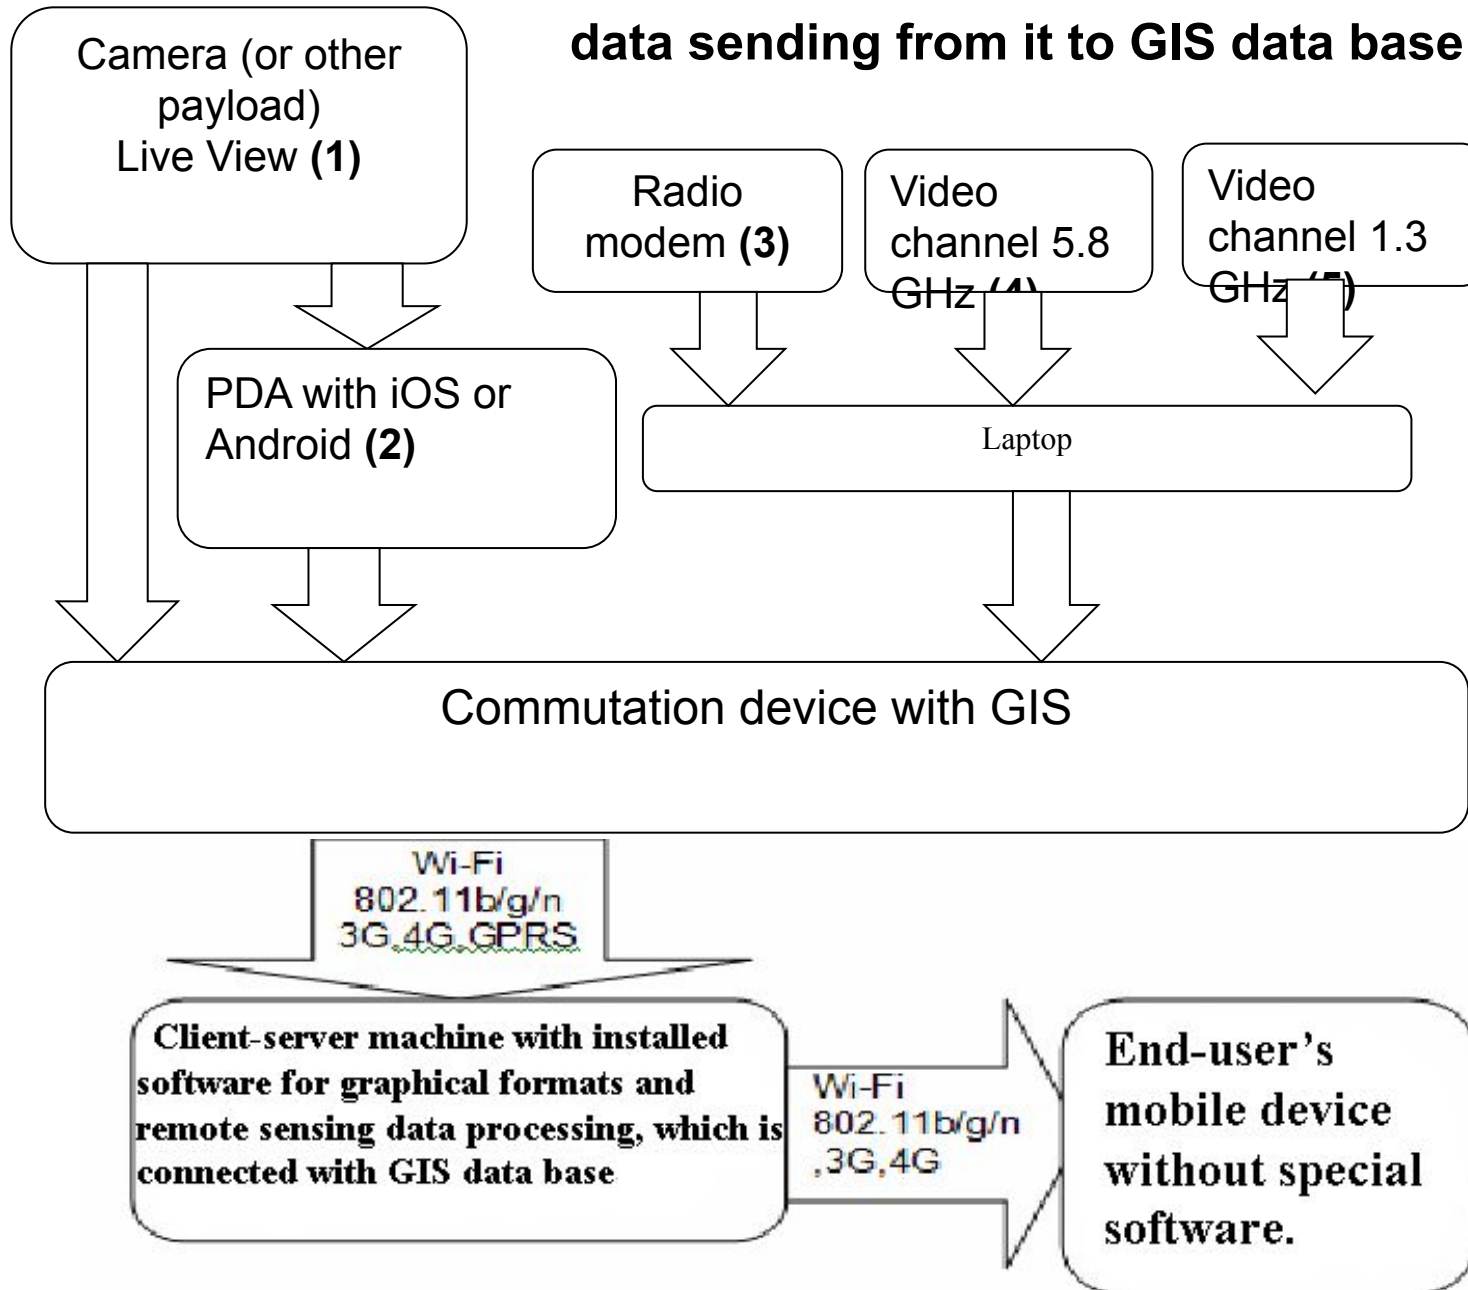 data sending from it to GIS data base
Camera (or other
payload)
Live View (1)
Radio
modem (3)
Video
channel 5.8
GHz (4)
Video
channel 1.3
GHz (5)
PDA with iOS or
Android (2)
Laptop
Commutation device with GIS
Wi-Fi
802.11b/g/n
3G,4G,GPRS
Client-server machine with installed
software for graphical formats and
remote sensing data processing, which is
connected with GIS data base
Wi-Fi
802.11b/g/n
,3G,4G
End-user's
mobile device
without special
software.